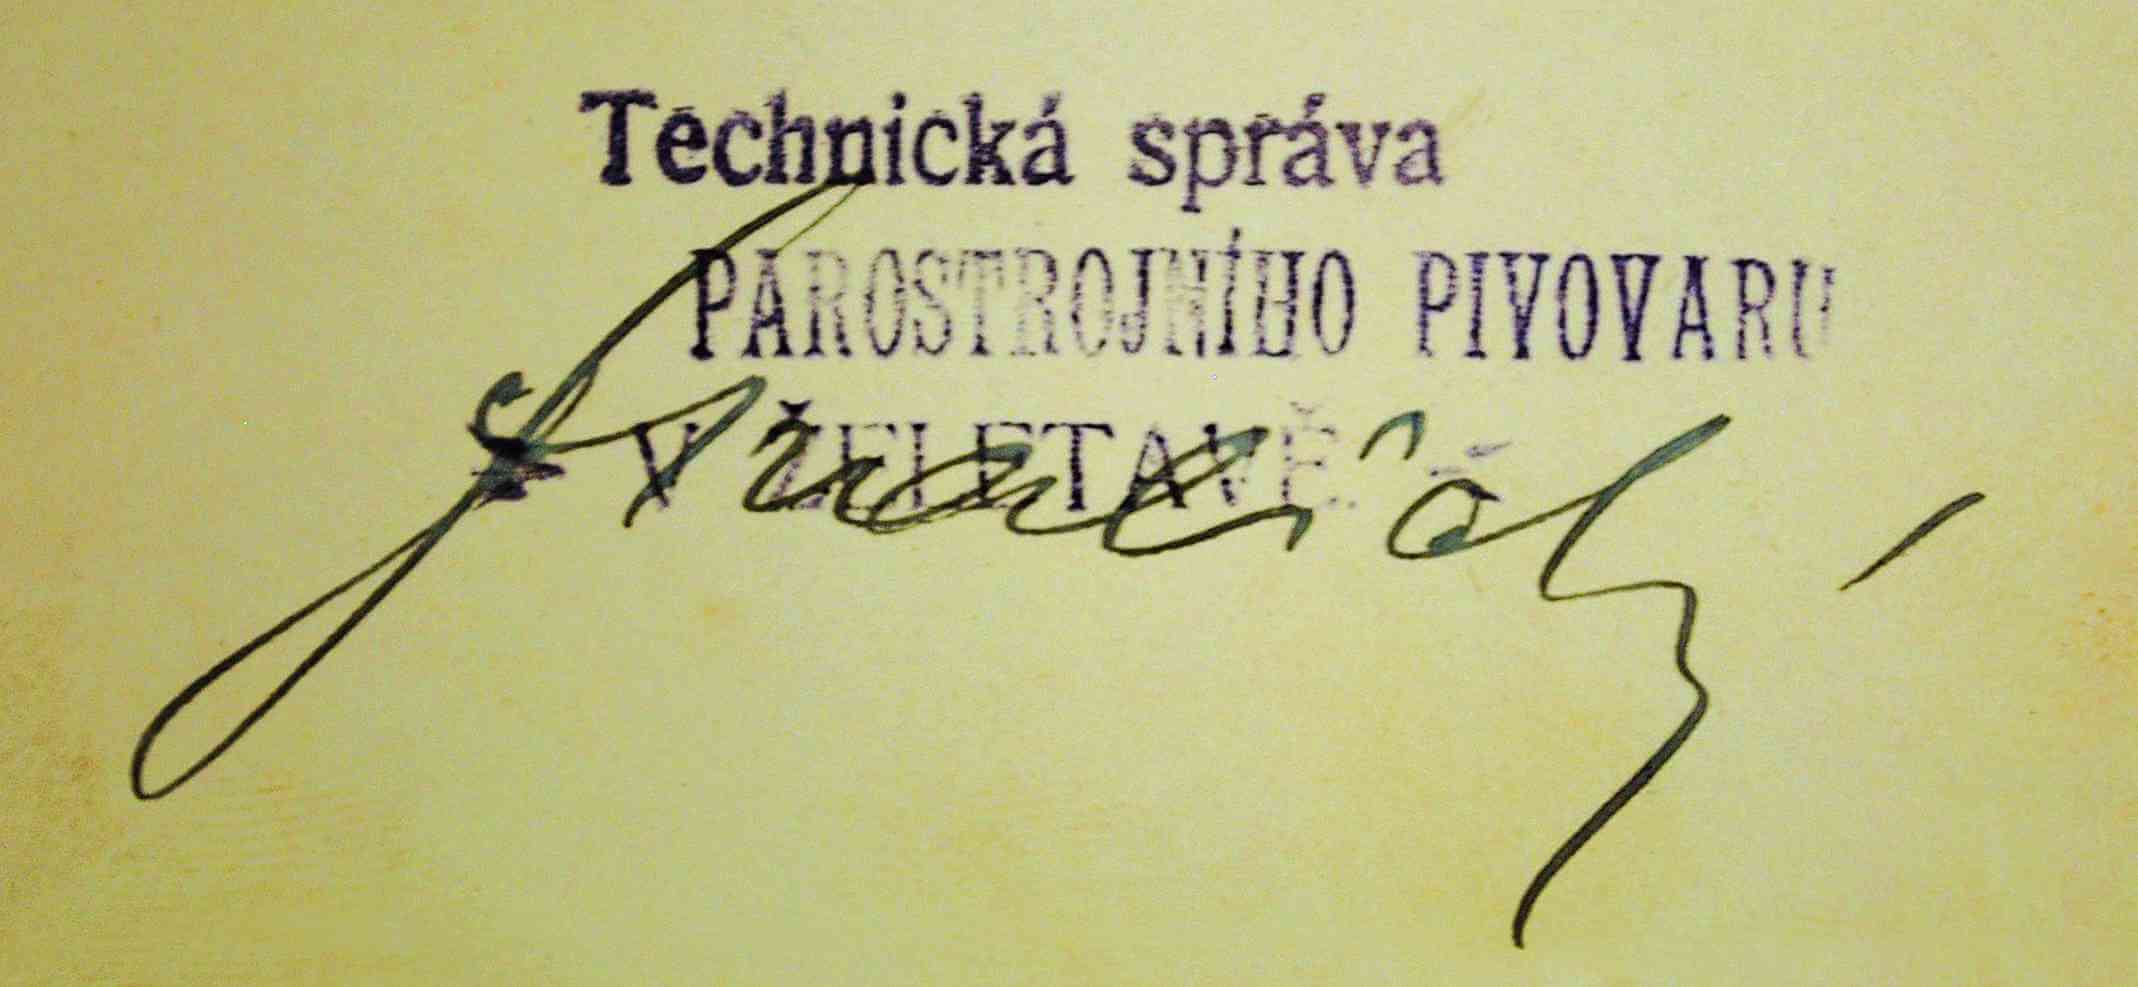 Technická správa
PAROSTROJNÍHO PIVOVARU
V ŽELETAVĚ